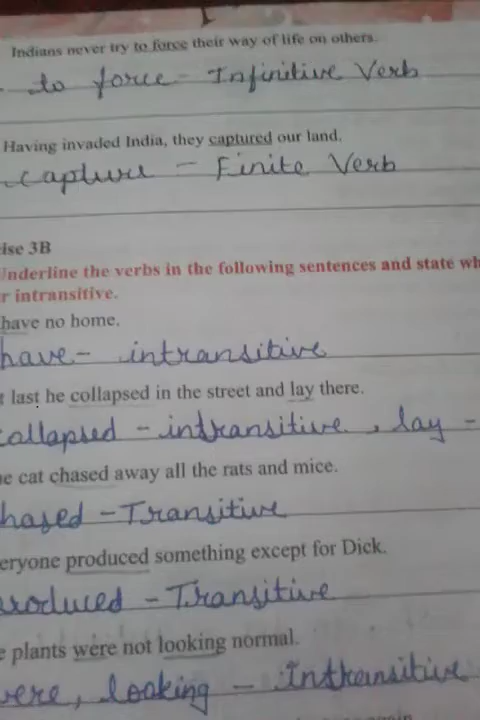 Indians never try to force their way of life on others.
to force - Infinitive Verb
Having invaded India, they captured our land.
capture - Finite Verb
ise 3B
Underline the verbs in the following sentences and state wh
r intransitive.
have no home.
have - intransitive
t last he collapsed in the street and lay there.
collapsed - intransitive, lay -
he cat chased away all the rats and mice.
hased - Transitive
eryone produced something except for Dick.
produced - Transitive
e plants were not looking normal.
were, looking - Intransitive